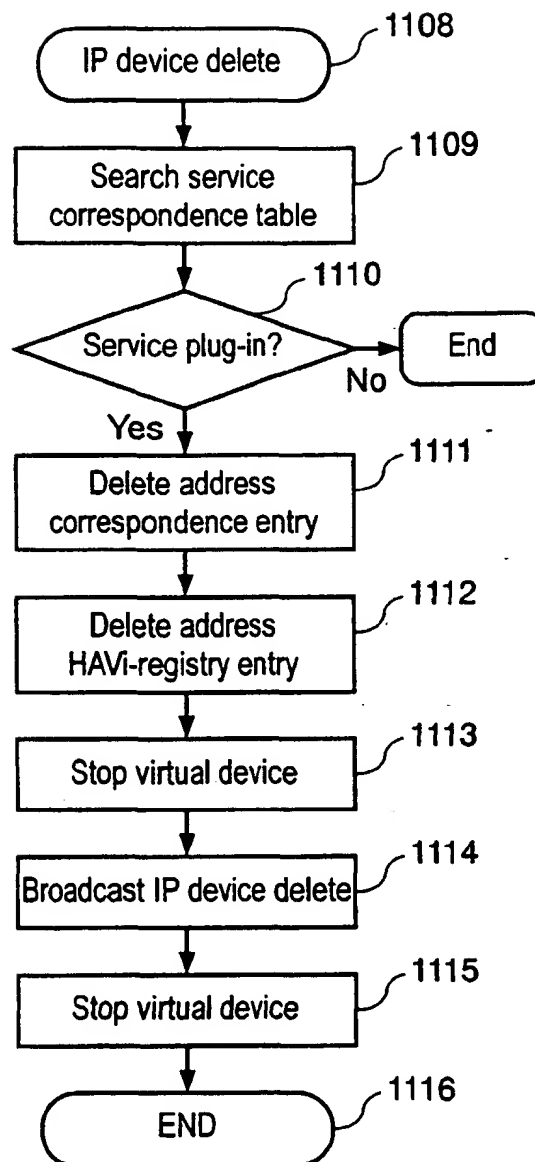 1108
IP device delete
1109
Search service
correspondence table
1110
Service plug-in?
End
No
Yes
1111
Delete address
correspondence entry
1112
Delete address
HAVi-registry entry
1113
Stop virtual device
1114
Broadcast IP device delete
1115
Stop virtual device
1116
END